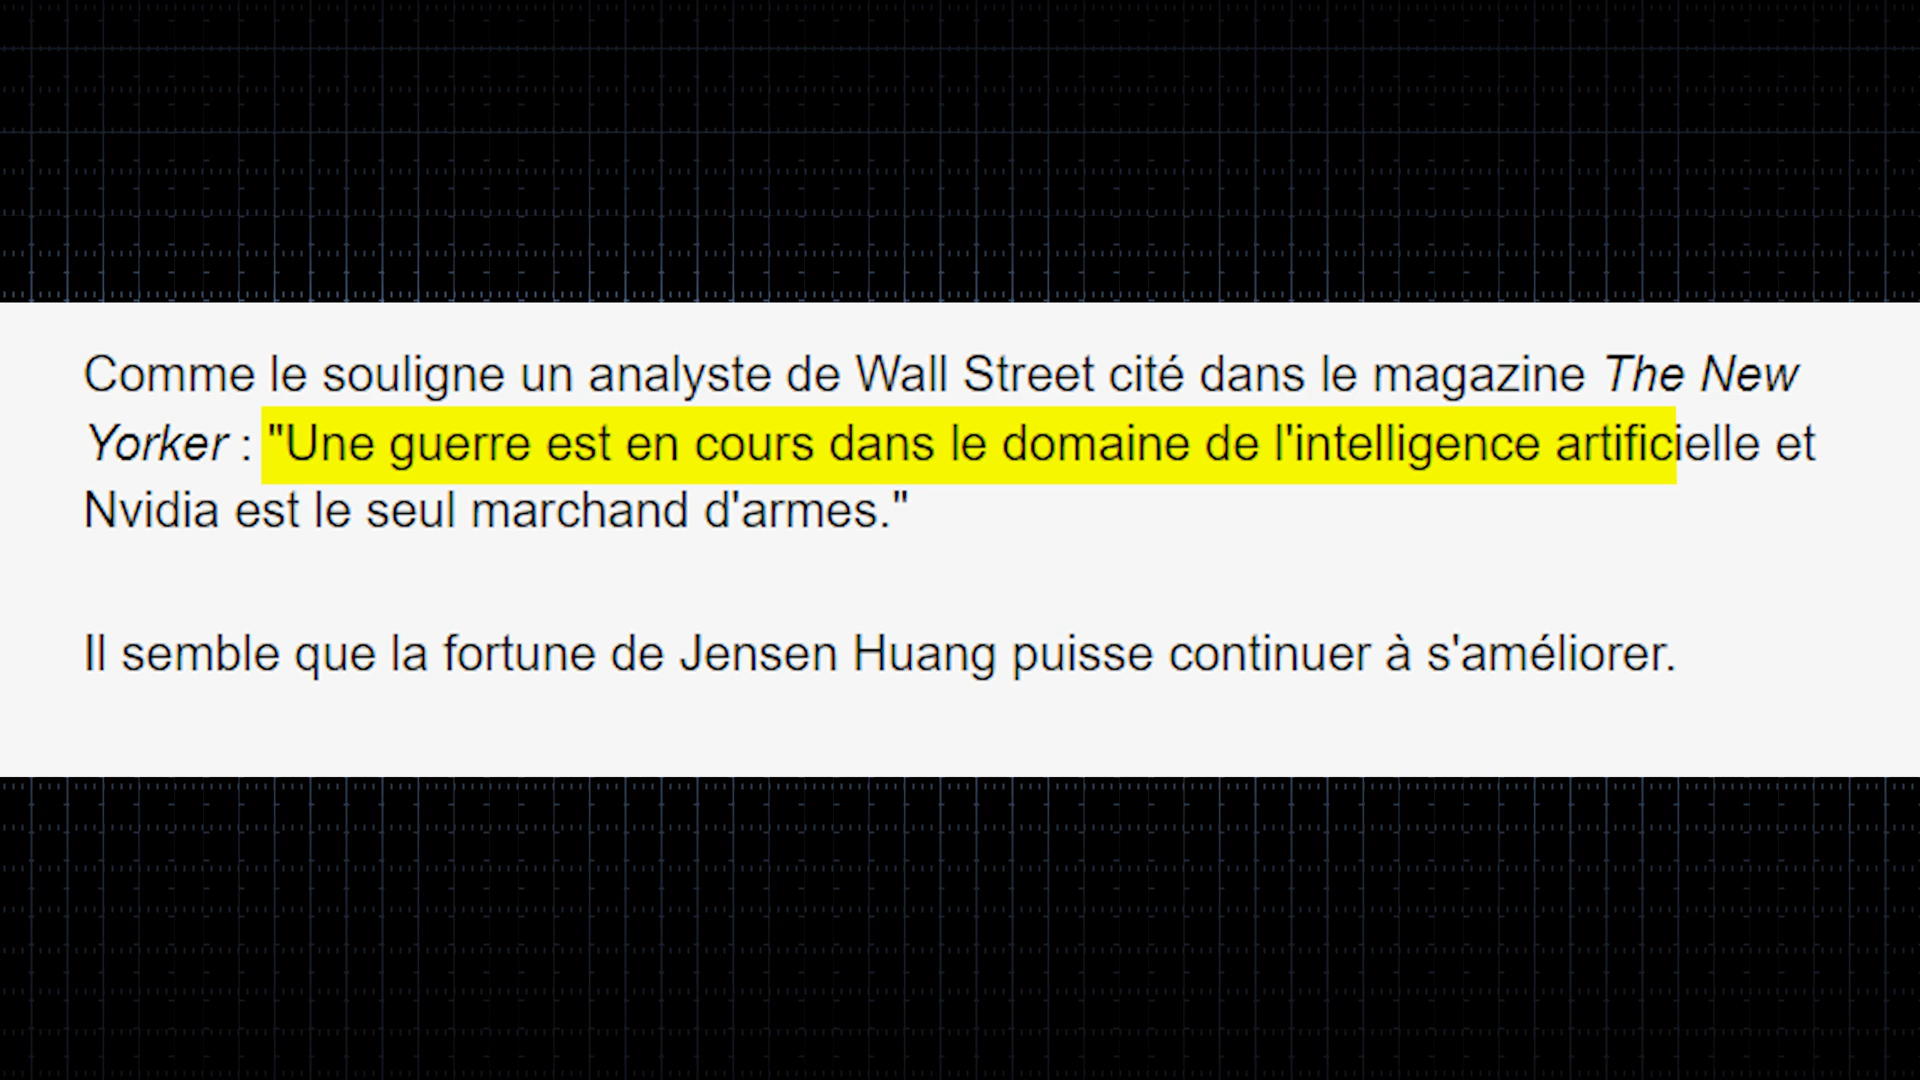 Comme le souligne un analyste de Wall Street cité dans le magazine The New
Yorker : "Une guerre est en cours dans le domaine de l'intelligence artificielle et
Nvidia est le seul marchand d'armes."
Il semble que la fortune de Jensen Huang puisse continuer à s'améliorer.